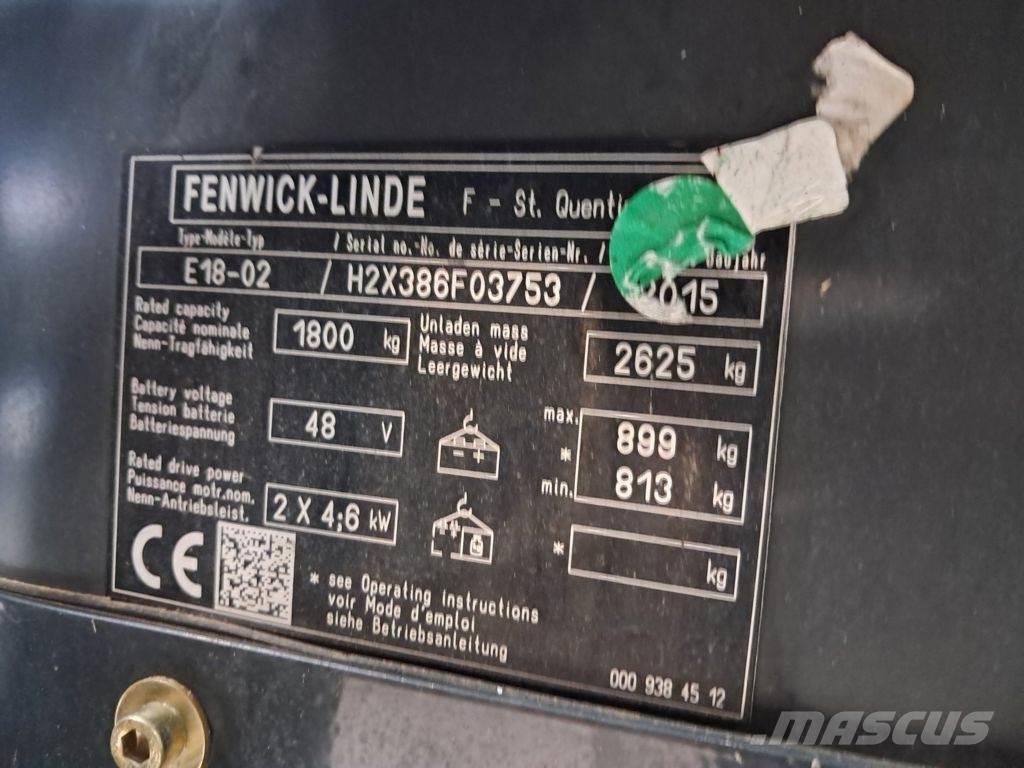 FENWICK-LINDE F - St. Quenti
Type-Modèle-Typ / Serial no.-No. de série-Serien-Nr. / Baujahr
E18-02 / H2X386F03753 / 2015
Rated capacity
Capacité nominale
Nenn-Tragfähigkeit
1800 kg
Unladen mass
Masse à vide
Leergewicht
2625 kg
Battery voltage
Tension batterie
Batteriespannung
48 V
- +
max.
* 899 kg
min. 813 kg
Rated drive power
Puissance motr.nom.
Nenn-Antriebsleist.
2 X 4,6 kW
* kg
CE
* see Operating instructions
voir Mode d'emploi
siehe Betriebsanleitung
000 938 45 12
MASCUS